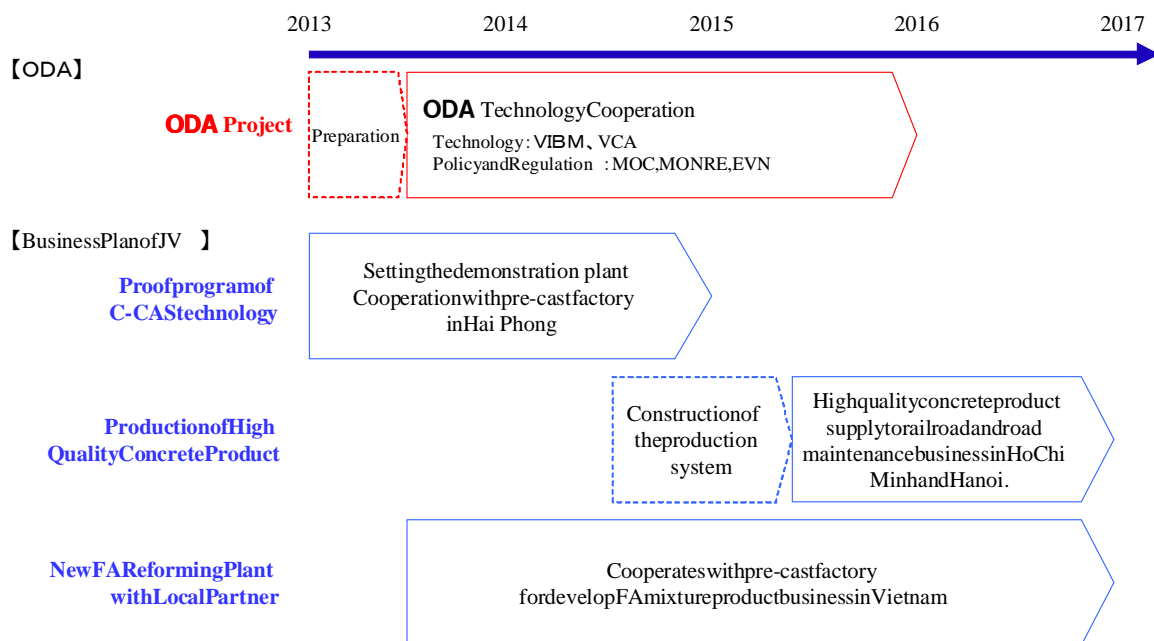 2013 2014 2015 2016 2017
【ODA】
ODA Project
Preparation
ODA TechnologyCooperation
Technology:VIBM、VCA
PolicyandRegulation :MOC,MONRE,EVN
【BusinessPlanofJV 】
Proofprogramof
C-CAStechnology
Settingthedemonstration plant
Cooperationwithpre-castfactory
inHai Phong
ProductionofHigh
QualityConcreteProduct
Constructionof
theproduction
system
Highqualityconcreteproduct
supplytorailroadandroad
maintenancebusinessinHoChi
MinhandHanoi.
NewFAReformingPlant
withLocalPartner
Cooperateswithpre-castfactory
fordevelopFAmixtureproductbusinessinVietnam